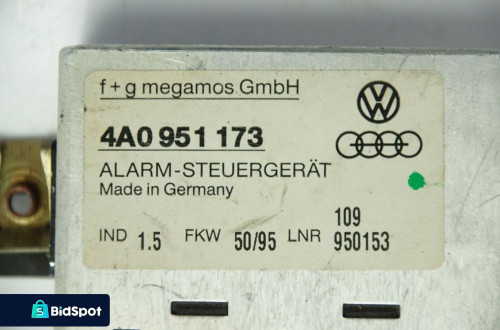 f+g megamos GmbH
4A0 951 173
ALARM-STEUERGERÄT
Made in Germany
109
IND 1.5 FKW 50/95 LNR 950153
BidSpot